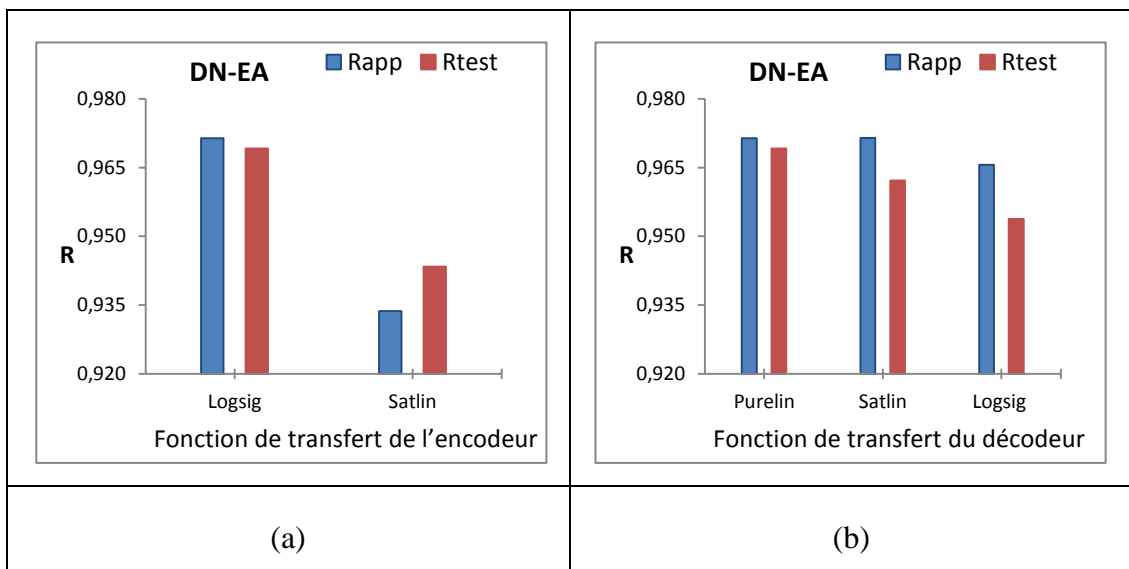 DN-EA
Rapp Rtest
0,980
0,965
0,950
R
0,935
0,920
Logsig Satlin
Fonction de transfert de l’encodeur
DN-EA
Rapp Rtest
0,980
0,965
0,950
R
0,935
0,920
Purelin Satlin Logsig
Fonction de transfert du décodeur
(a)
(b)